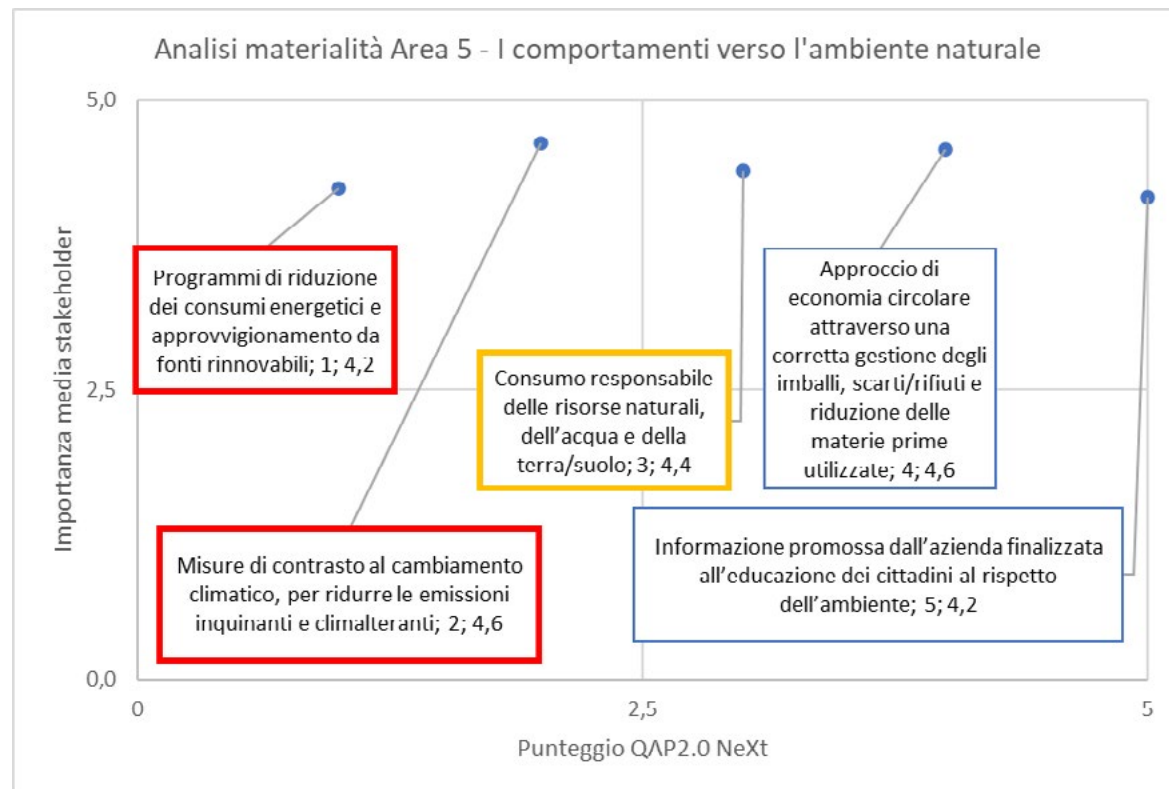 Analisi materialità Area 5 - I comportamenti verso l'ambiente naturale
5,0
2,5
0,0
Importanza media stakeholder
Programmi di riduzione
dei consumi energetici e
approvvigionamento da
fonti rinnovabili; 1; 4,2
Misure di contrasto al cambiamento
climatico, per ridurre le emissioni
inquinanti e climalteranti; 2; 4,6
Consumo responsabile
delle risorse naturali,
dell’acqua e della
terra/suolo; 3; 4,4
Approccio di
economia circolare
attraverso una
corretta gestione degli
imballi, scarti/rifiuti e
riduzione delle
materie prime
utilizzate; 4; 4,6
Informazione promossa dall’azienda finalizzata
all’educazione dei cittadini al rispetto
dell’ambiente; 5; 4,2
0
2,5
5
Punteggio QAP2.0 NeXt